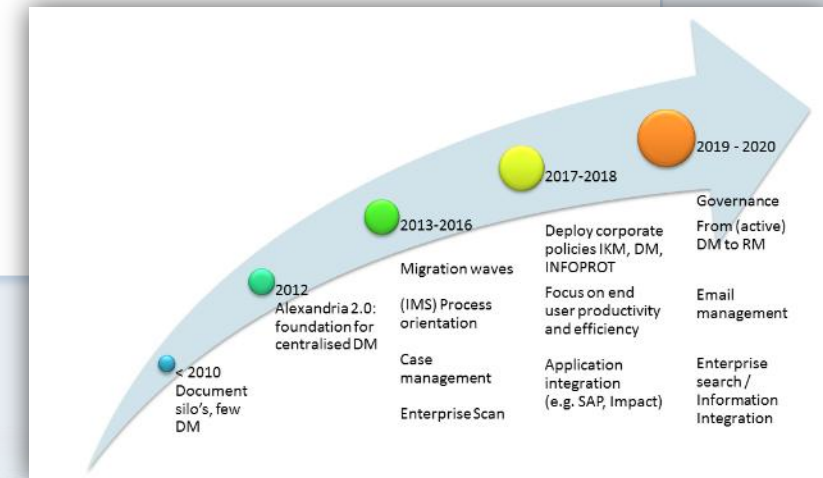 < 2010
Document
silo's, few
DM
2012
Alexandria 2.0:
foundation for
centralised DM
2013-2016
Migration waves
(IMS) Process
orientation
Case
management
Enterprise Scan
2017-2018
Deploy corporate
policies IKM, DM,
INFOPROT
Focus on end
user productivity
and efficiency
Application
integration
(e.g. SAP, Impact)
2019 - 2020
Governance
From (active)
DM to RM
Email
management
Enterprise
search /
Information
Integration